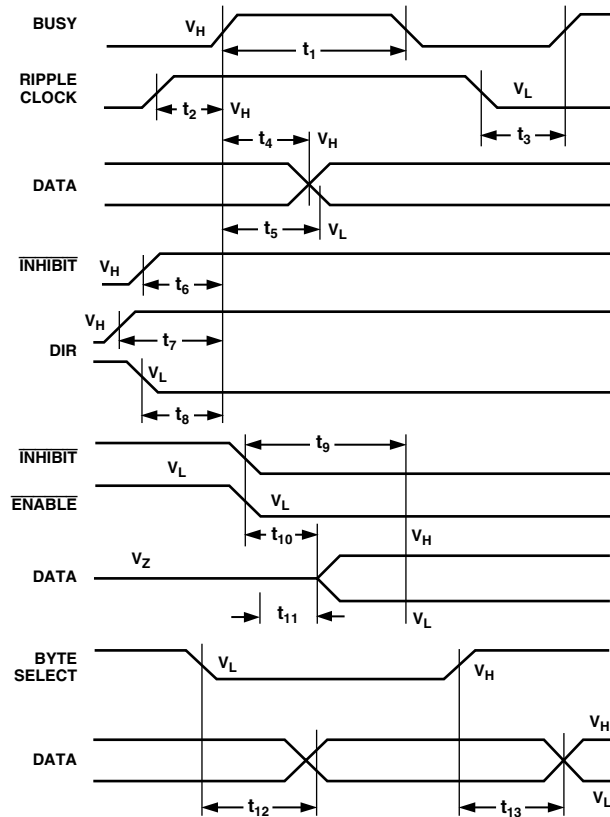 BUSY
V_H
t_1
RIPPLE
CLOCK
t_2
V_H
V_L
t_3
t_4
V_H
DATA
t_5
V_L
INHIBIT
V_H
t_6
V_H
t_7
DIR
V_L
t_8
INHIBIT
t_9
V_L
ENABLE
V_L
t_10
V_H
V_Z
DATA
t_11
V_L
BYTE
SELECT
V_L
V_H
DATA
V_H
V_L
t_12
t_13